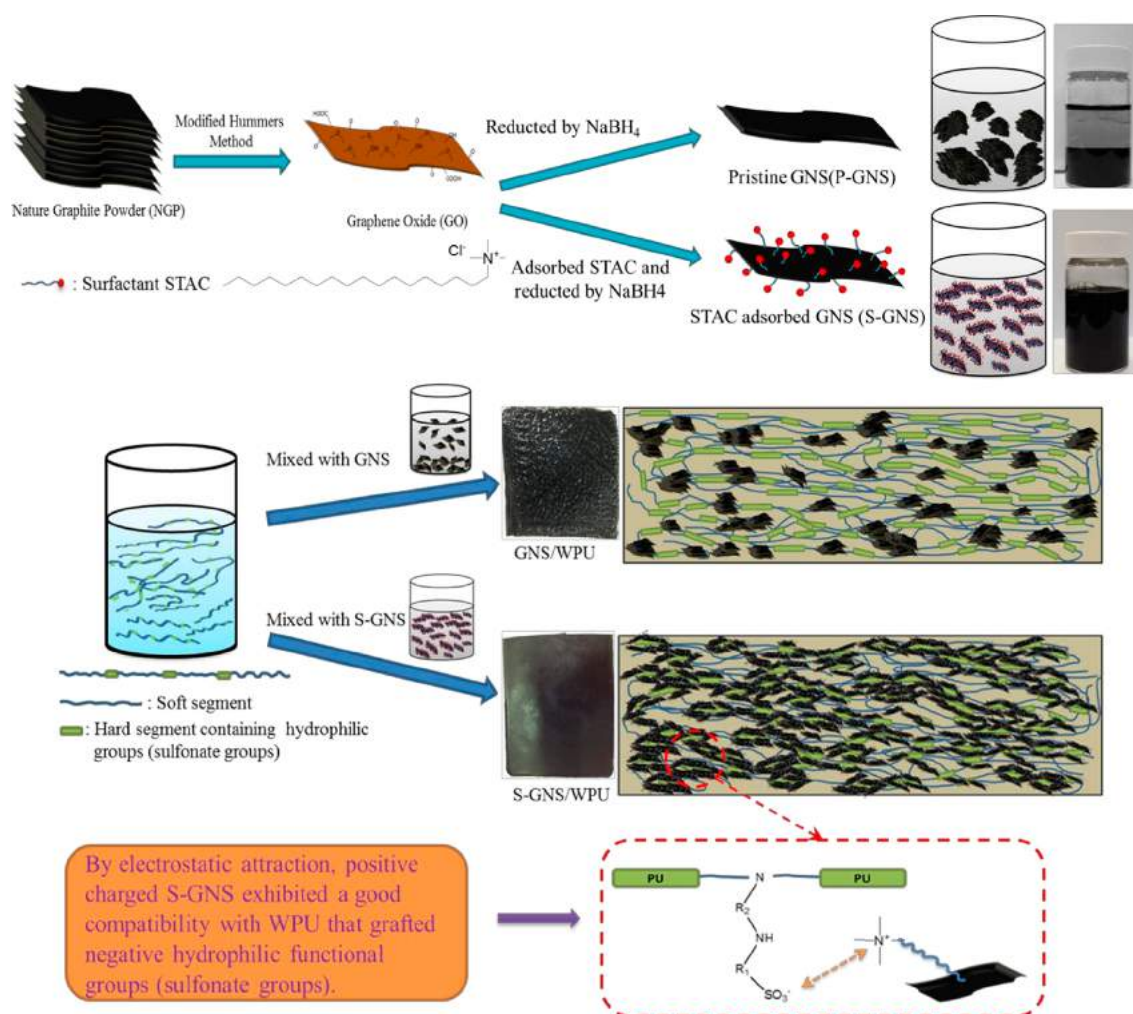 Modified Hummers
Method
Nature Graphite Powder (NGP)
HOOC
O
O
O
OH
O
O
O
COOH
Graphene Oxide (GO)
Reducted by NaBH4
Pristine GNS(P-GNS)
: Surfactant STAC
Cl-
N+
Adsorbed STAC and
reducted by NaBH4
STAC adsorbed GNS (S-GNS)
Mixed with GNS
GNS/WPU
Mixed with S-GNS
S-GNS/WPU
: Soft segment
: Hard segment containing hydrophilic
groups (sulfonate groups)
By electrostatic attraction, positive
charged S-GNS exhibited a good
compatibility with WPU that grafted
negative hydrophilic functional
groups (sulfonate groups).
PU
N
PU
R2
NH
R1
SO3-
N+